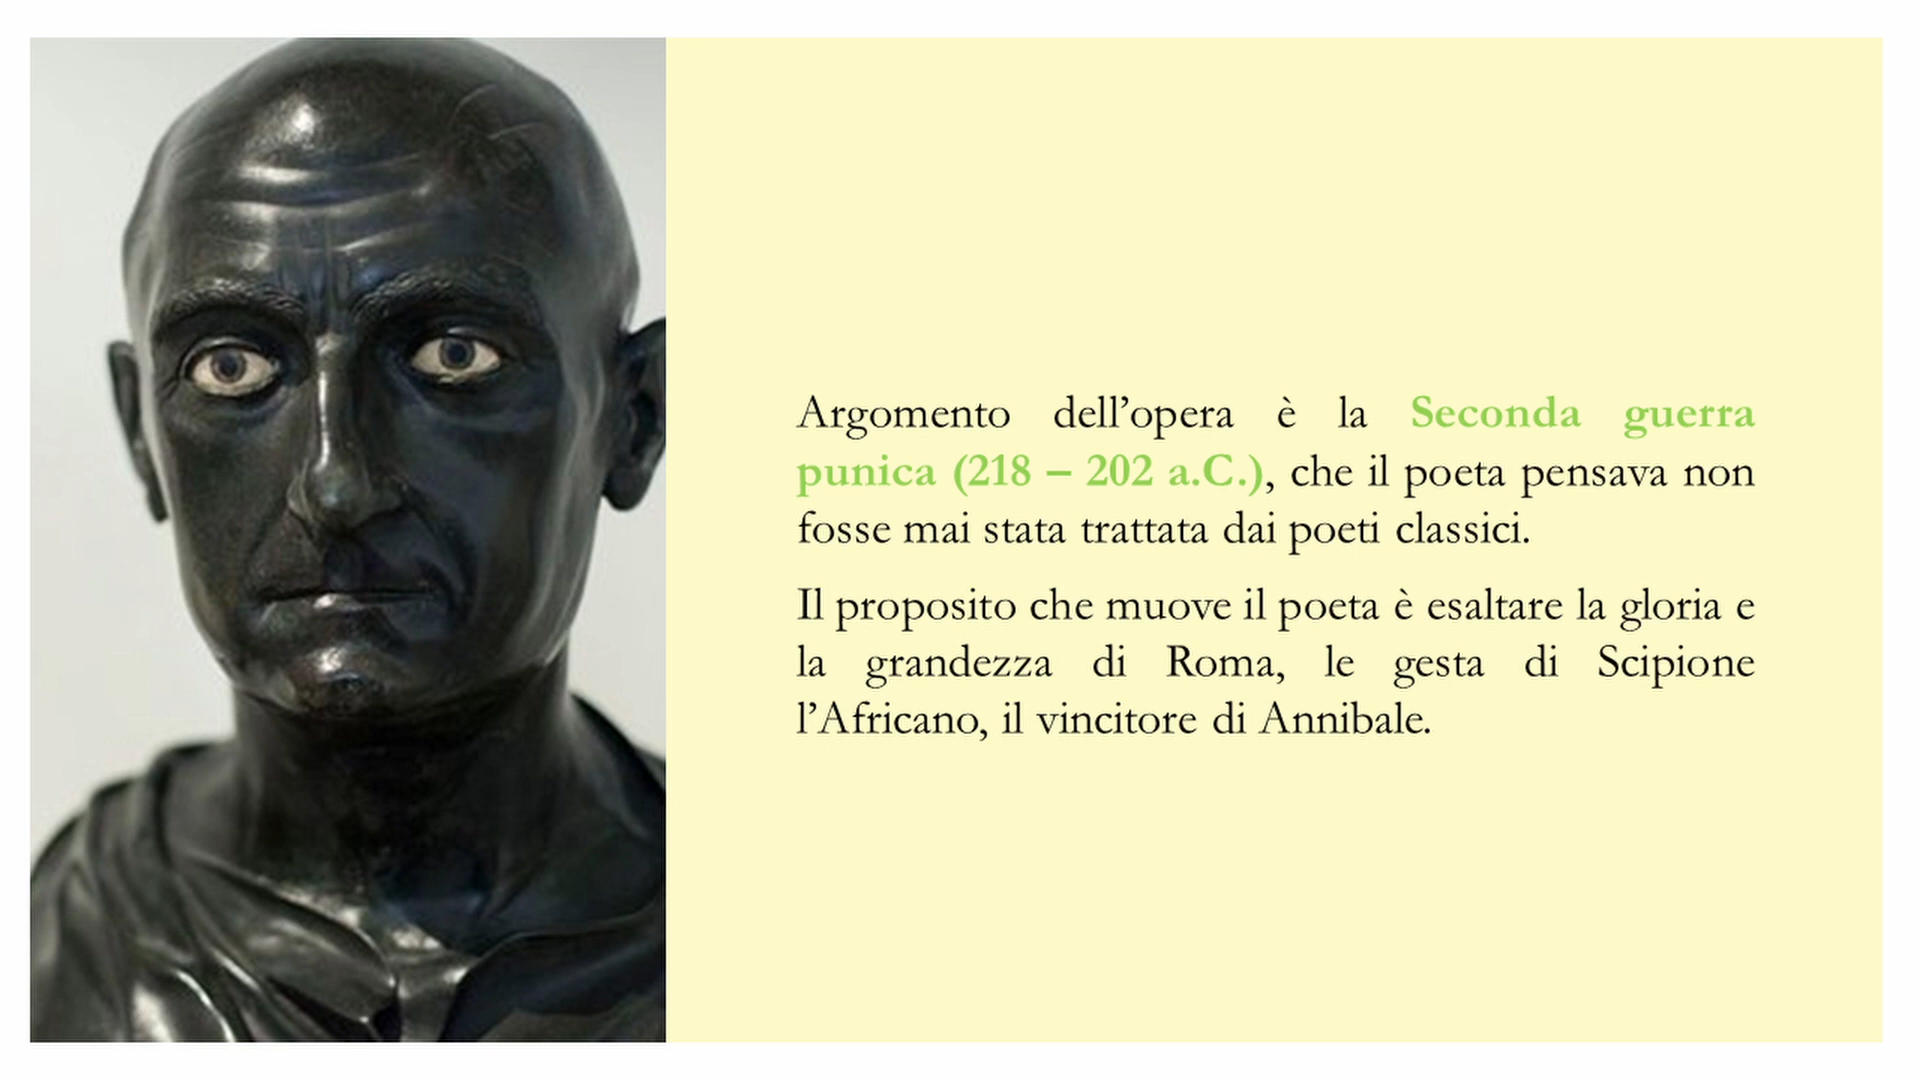 Argomento dell’opera è la Seconda guerra
punica (218 – 202 a.C.), che il poeta pensava non
fosse mai stata trattata dai poeti classici.
Il proposito che muove il poeta è esaltare la gloria e
la grandezza di Roma, le gesta di Scipione
l’Africano, il vincitore di Annibale.